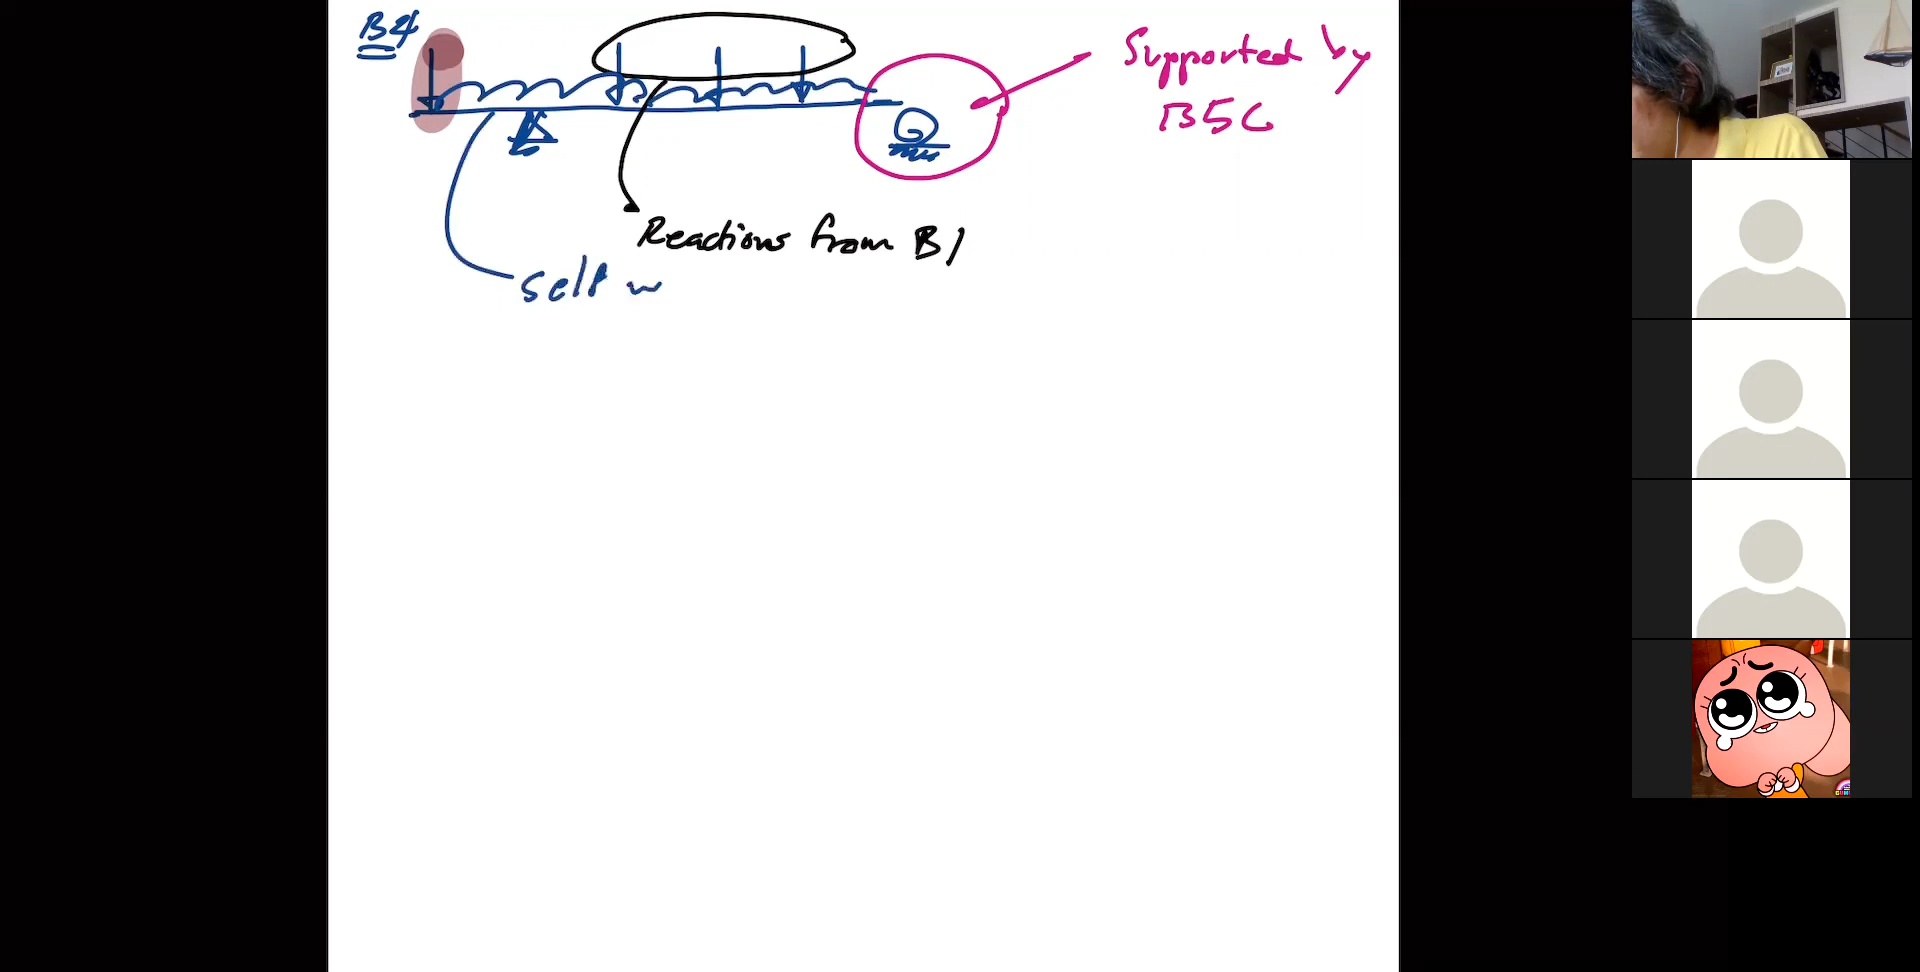 B4
Supported by
B5C
Reactions from B1
Self w